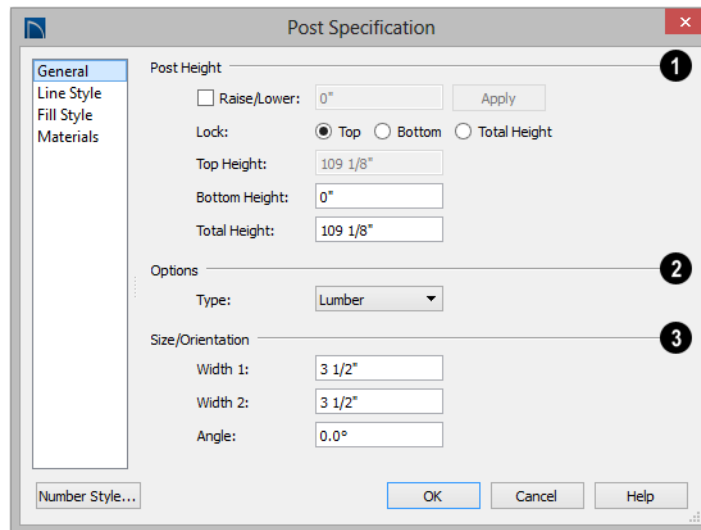 Post Specification
General
Line Style
Fill Style
Materials
Post Height 1
Raise/Lower: 0" Apply
Lock: Top Bottom Total Height
Top Height: 109 1/8"
Bottom Height: 0"
Total Height: 109 1/8"
Options 2
Type: Lumber
Size/Orientation 3
Width 1: 3 1/2"
Width 2: 3 1/2"
Angle: 0.0°
Number Style... OK Cancel Help